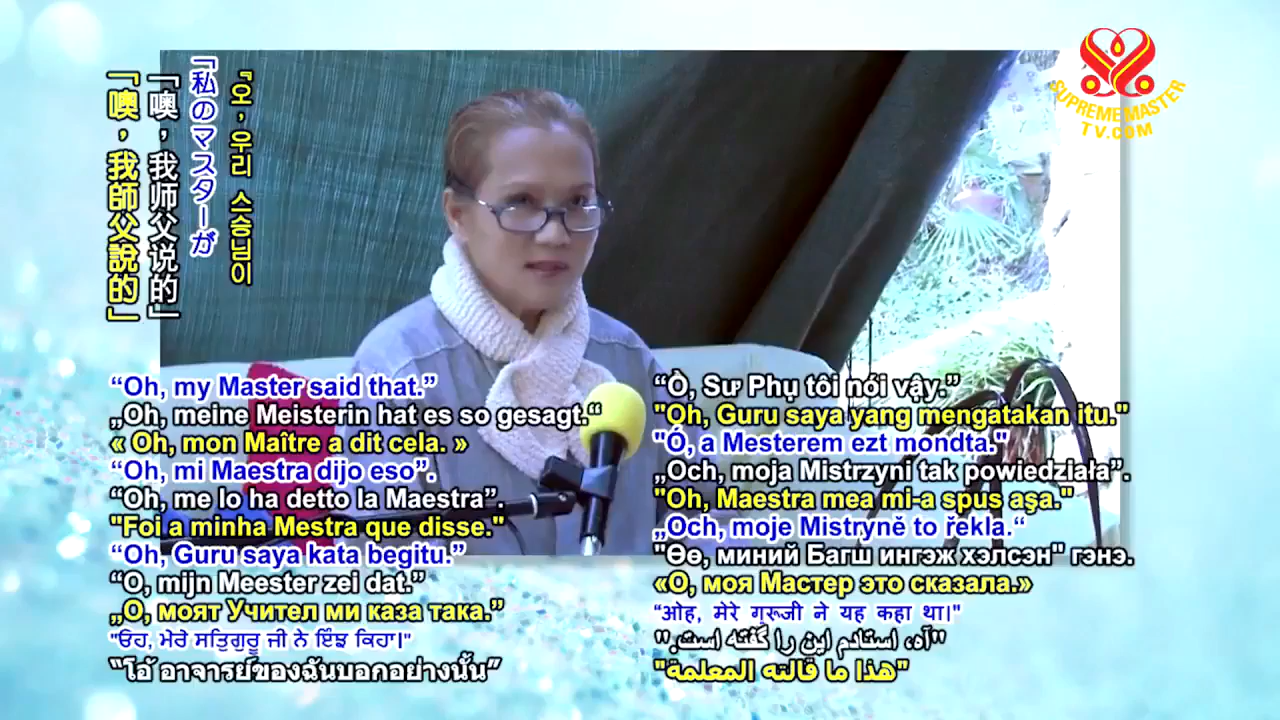 『오, 우리 스승님이
「私のマスターが
「噢，我师父说的」
「噢，我師父說的」
SUPREME MASTER
TV.COM
“Oh, my Master said that.”
„Oh, meine Meisterin hat es so gesagt.“
« Oh, mon Maître a dit cela. »
“Oh, mi Maestra dijo eso”.
“Oh, me lo ha detto la Maestra”.
"Foi a minha Mestra que disse."
“Oh, Guru saya kata begitu.”
“O, mijn Meester zei dat.”
„О, моят Учител ми каза така.”
"ਓਹ, ਮੇਰੇ ਸਤਿਗੁਰੂ ਜੀ ਨੇ ਇੰਝ ਕਿਹਾ।"
“โอ้ อาจารย์ของฉันบอกอย่างนั้น”
“Ồ, Sư Phụ tôi nói vậy.”
"Oh, Guru saya yang mengatakan itu."
"Ó, a Mesterem ezt mondta."
„Och, moja Mistrzyni tak powiedziała”.
"Oh, Maestra mea mi-a spus aşa."
„Och, moje Mistryně to řekla.“
"Өө, миний Багш ингэж хэлсэн" гэнэ.
«О, моя Мастер это сказала.»
“ओह, मेरे गुरूजी ने यह कहा था।"
"آه، استادم این را گفته است."
"هذا ما قالته المعلمة"